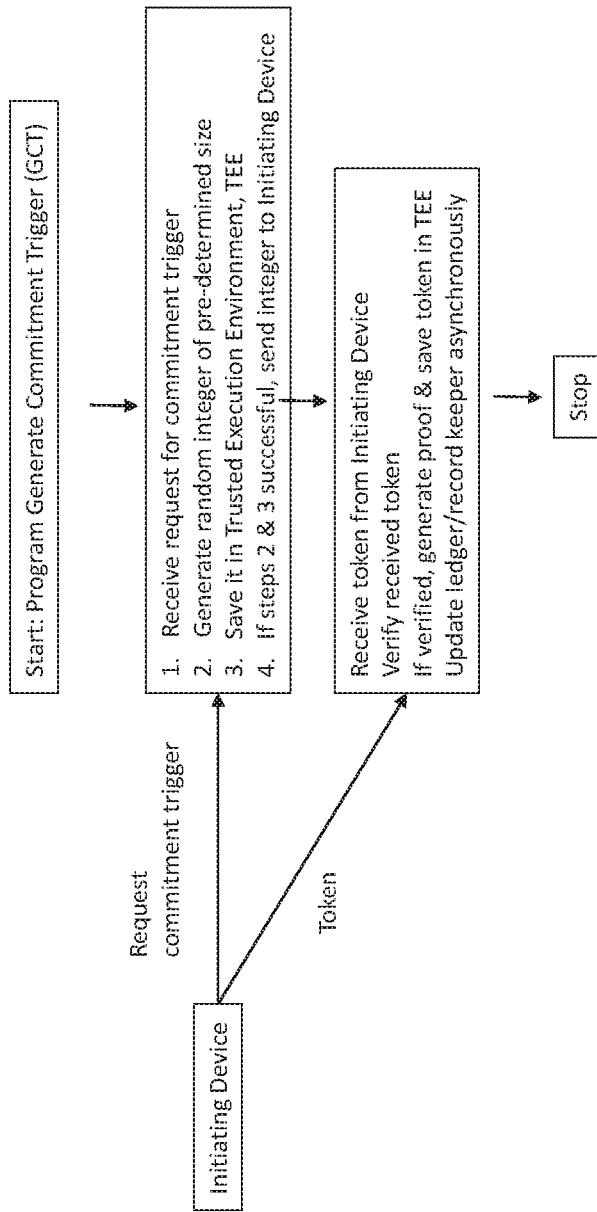 Start: Program Generate Commitment Trigger (GCT)
Request
commitment trigger
1. Receive request for commitment trigger
2. Generate random integer of pre-determined size
3. Save it in Trusted Execution Environment, TEE
4. If steps 2 & 3 successful, send integer to Initiating Device
Initiating Device
Token
Receive token from Initiating Device
Verify received token
If verified, generate proof & save token in TEE
Update ledger/record keeper asynchronously
Stop